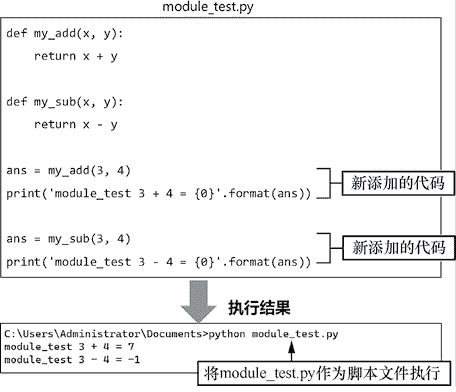 module_test.py
def my_add(x, y):
return x + y
def my_sub(x, y):
return x - y
ans = my_add(3, 4)
print('module_test 3 + 4 = {0}'.format(ans))
新添加的代码
ans = my_sub(3, 4)
print('module_test 3 - 4 = {0}'.format(ans))
新添加的代码
执行结果
C:\Users\Administrator\Documents>python module_test.py
module_test 3 + 4 = 7
module_test 3 - 4 = -1
将module_test.py作为脚本文件执行